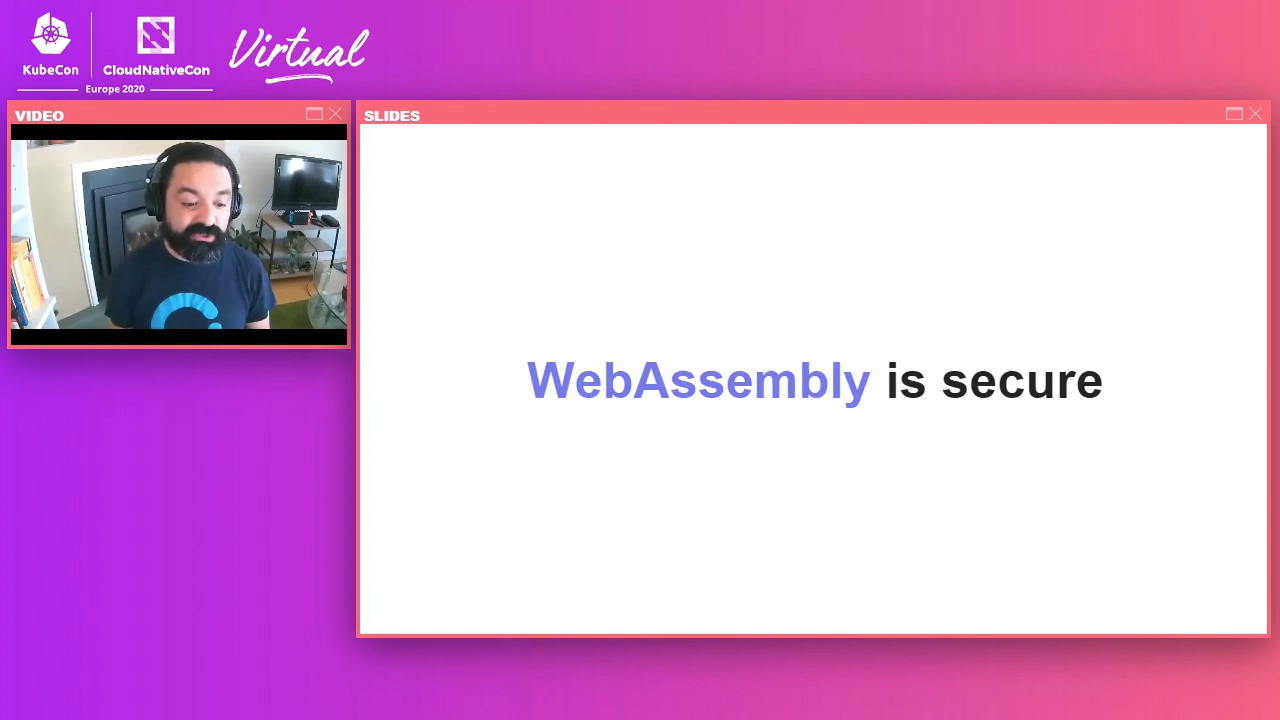 KubeCon
CloudNativeCon
Europe 2020
Virtual
VIDEO
SLIDES
WebAssembly is secure